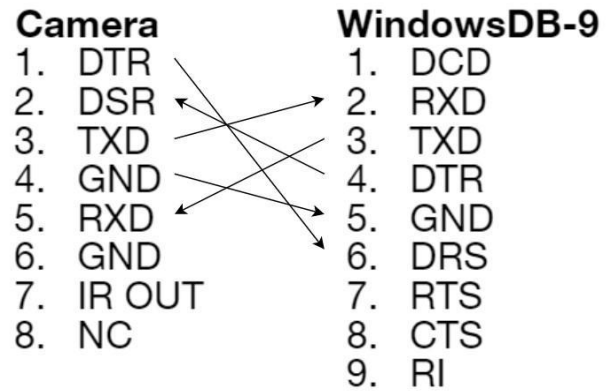 Camera
1. DTR
2. DSR
3. TXD
4. GND
5. RXD
6. GND
7. IR OUT
8. NC
WindowsDB-9
1. DCD
2. RXD
3. TXD
4. DTR
5. GND
6. DRS
7. RTS
8. CTS
9. RI